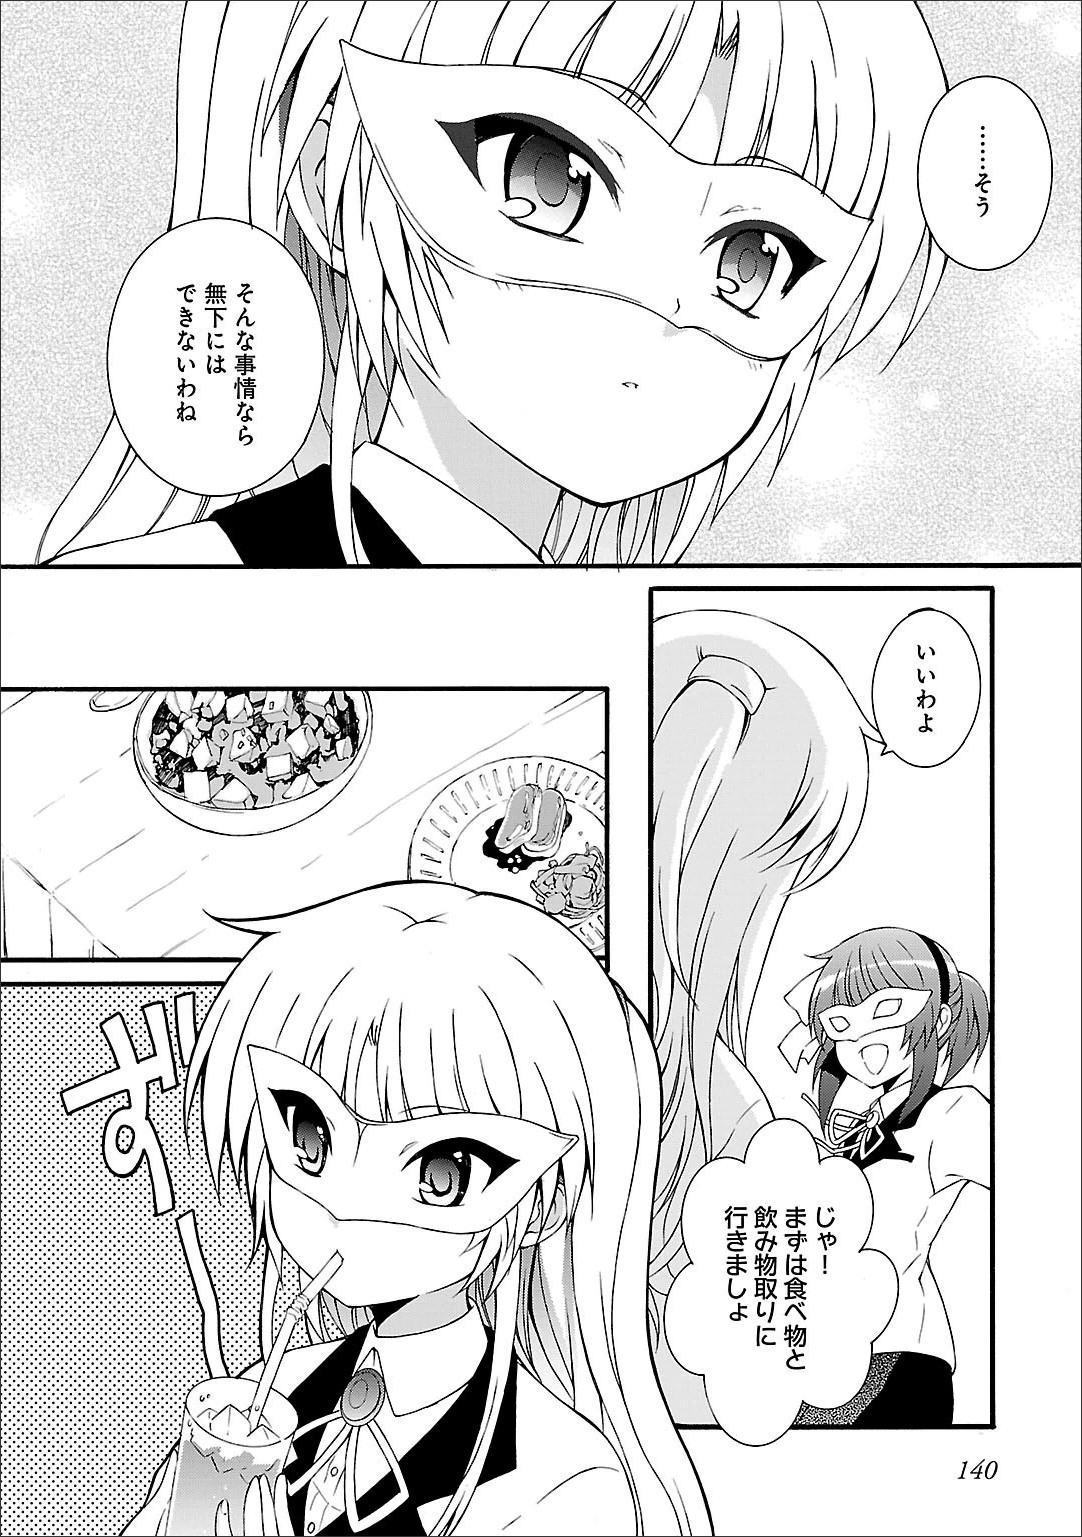 ……そう
そんな事情なら
無下には
できないわね
いいわよ
じゃ！
まずは食べ物と
飲み物取りに
行きましょ
ずーっ
140